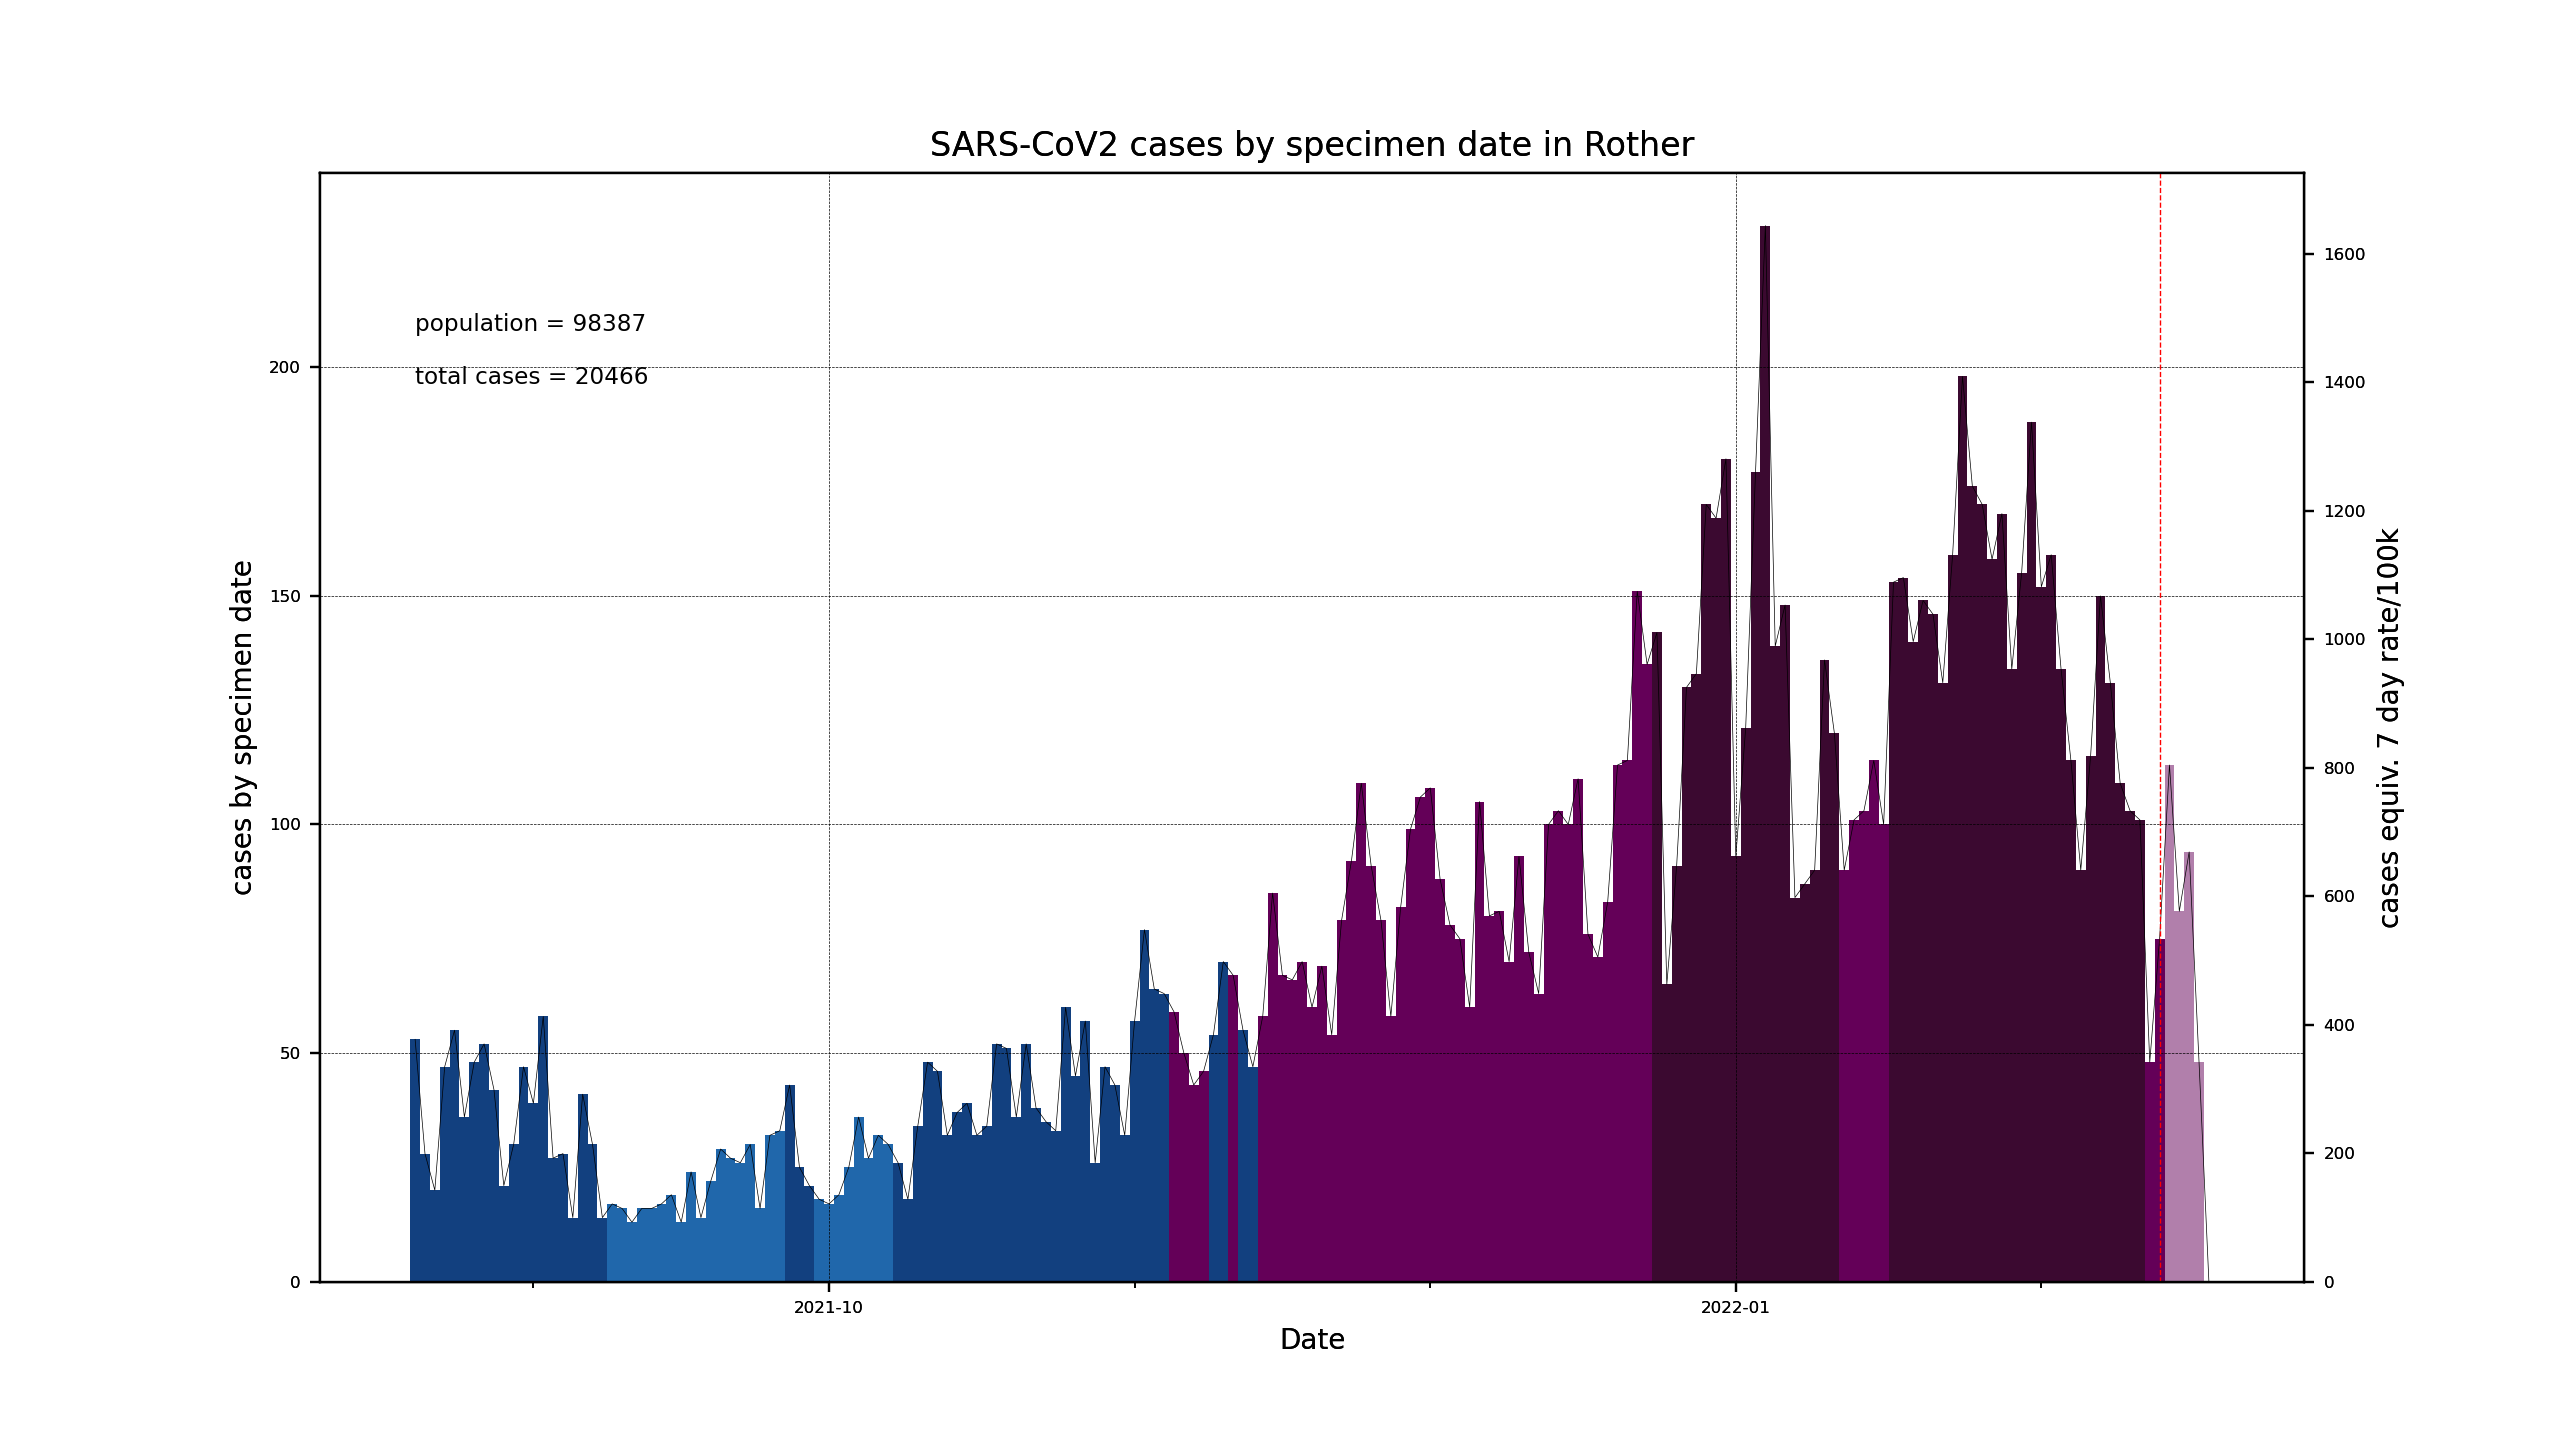 SARS-CoV2 cases by specimen date in Rother
population = 98387
total cases = 20466
cases by specimen date
200
150
100
50
0
1600
1400
1200
1000
800
600
400
200
0
cases equiv. 7 day rate/100k
2021-10
2022-01
Date